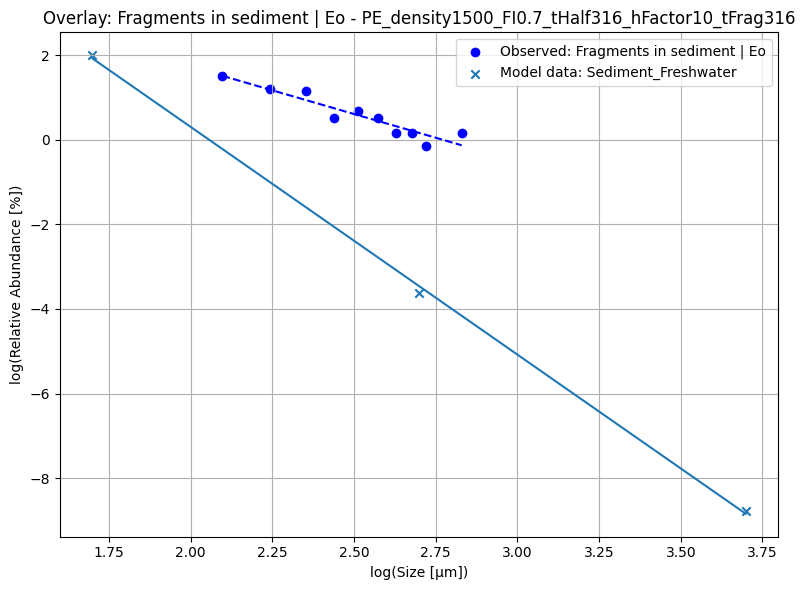 Overlay: Fragments in sediment | Eo - PE_density1500_FI0.7_tHalf316_hFactor10_tFrag316
Observed: Fragments in sediment | Eo
Model data: Sediment_Freshwater
log(Relative Abundance [%])
2
0
−2
−4
−6
−8
1.75 2.00 2.25 2.50 2.75 3.00 3.25 3.50 3.75
log(Size [µm])